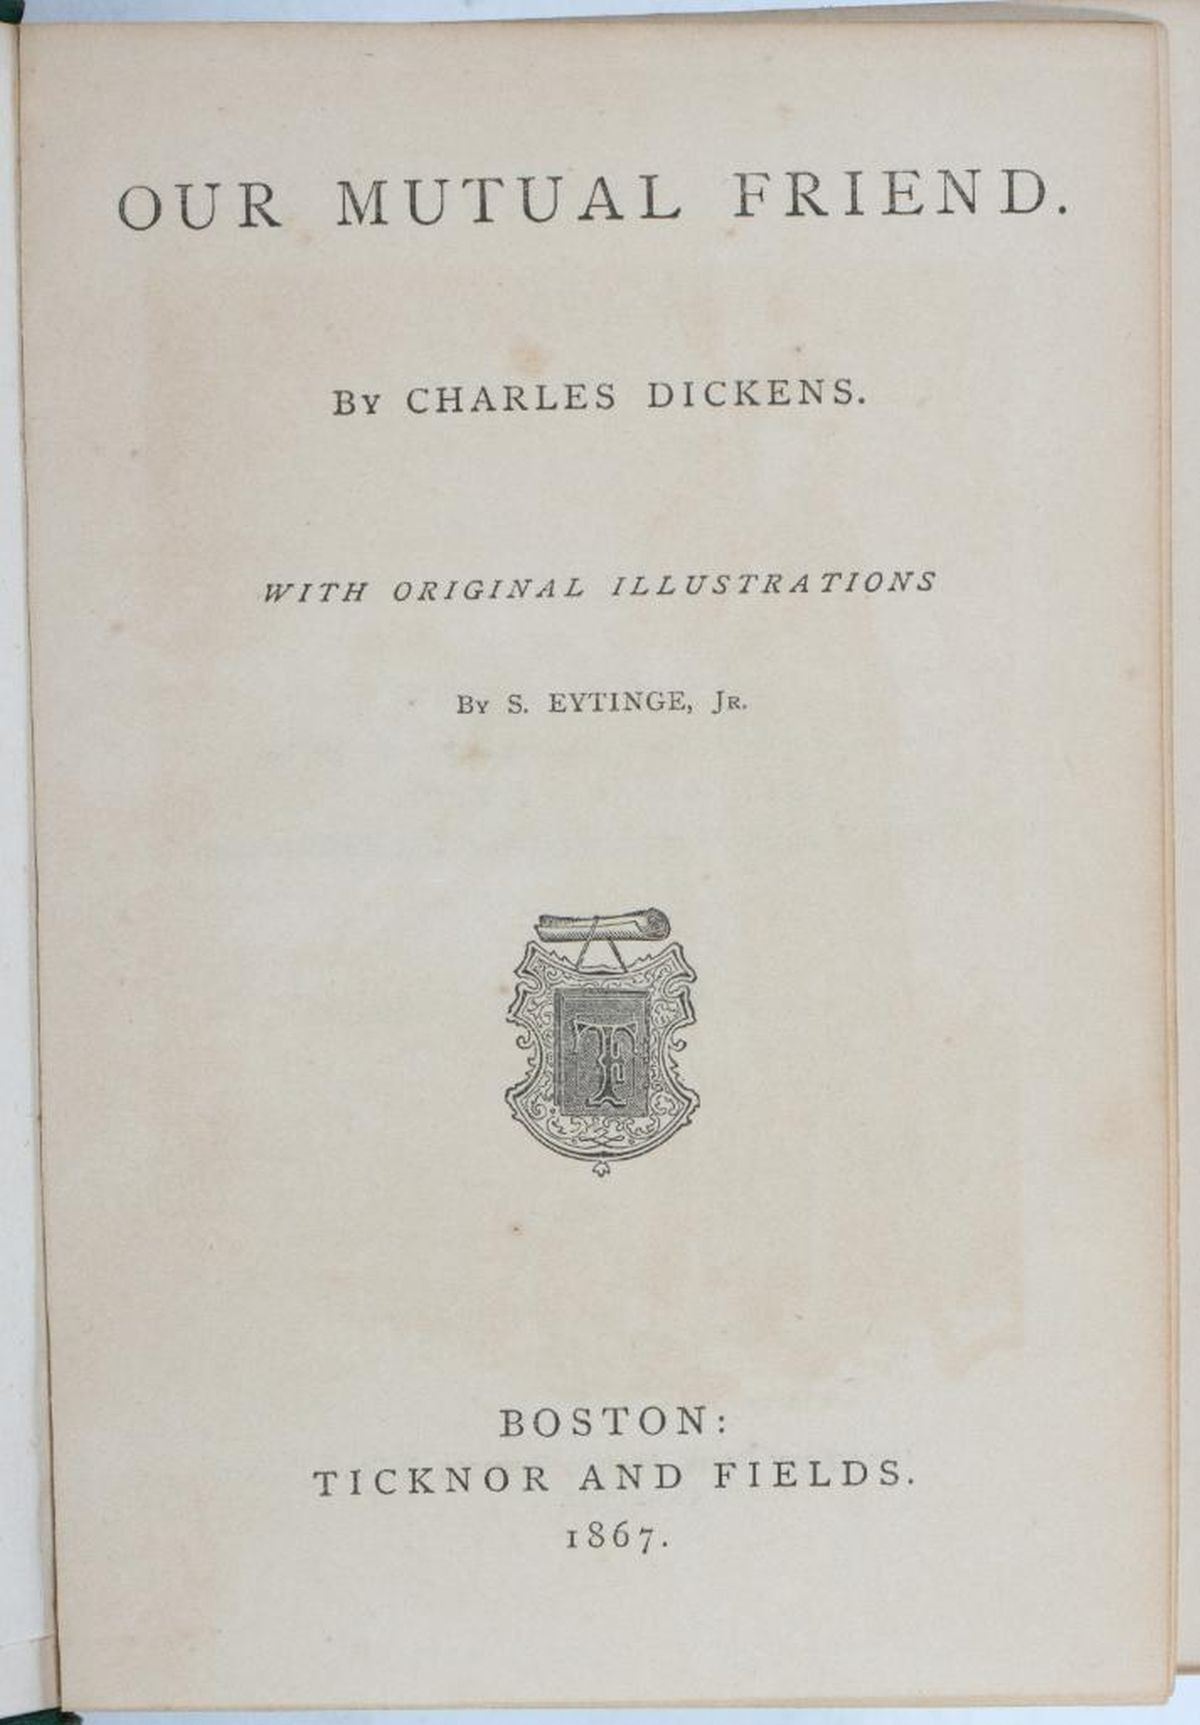 OUR MUTUAL FRIEND.
BY CHARLES DICKENS.
WITH ORIGINAL ILLUSTRATIONS
BY S. EYTINGE, JR.
TF
BOSTON:
TICKNOR AND FIELDS.
1867.